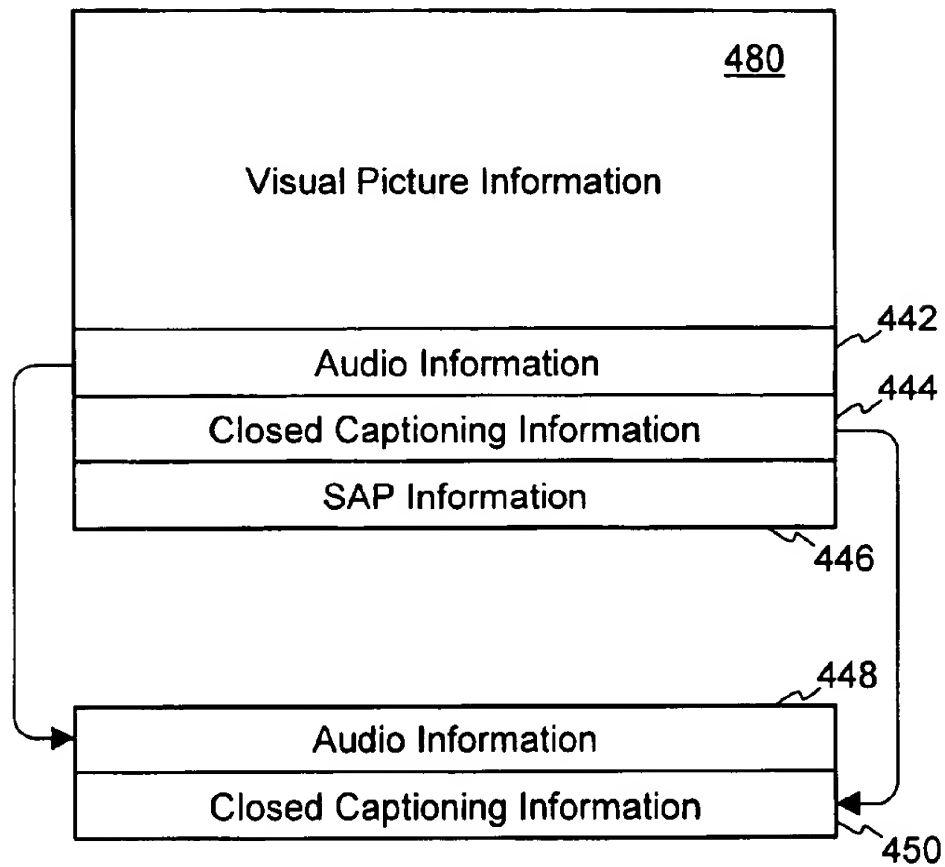 480
Visual Picture Information
442
Audio Information
444
Closed Captioning Information
SAP Information
446
448
Audio Information
Closed Captioning Information
450